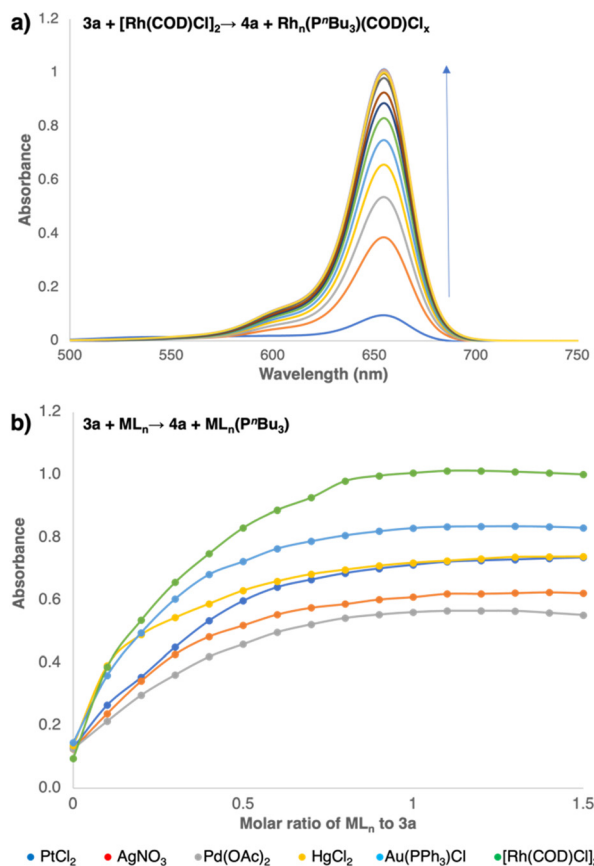 a) 3a + [Rh(COD)Cl]₂→ 4a + Rhₙ(PⁿBu₃)(COD)Clₓ
1.2
1
0.8
0.6
0.4
0.2
0
Absorbance
500 550 600 650 700 750
Wavelength (nm)
b) 3a + MLₙ→ 4a + MLₙ(PⁿBu₃)
1.2
1.0
0.8
0.6
0.4
0.2
0.0
Absorbance
0 0.5 1 1.5
Molar ratio of MLₙ to 3a
PtCl₂ AgNO₃ Pd(OAc)₂ HgCl₂ Au(PPh₃)Cl [Rh(COD)Cl]